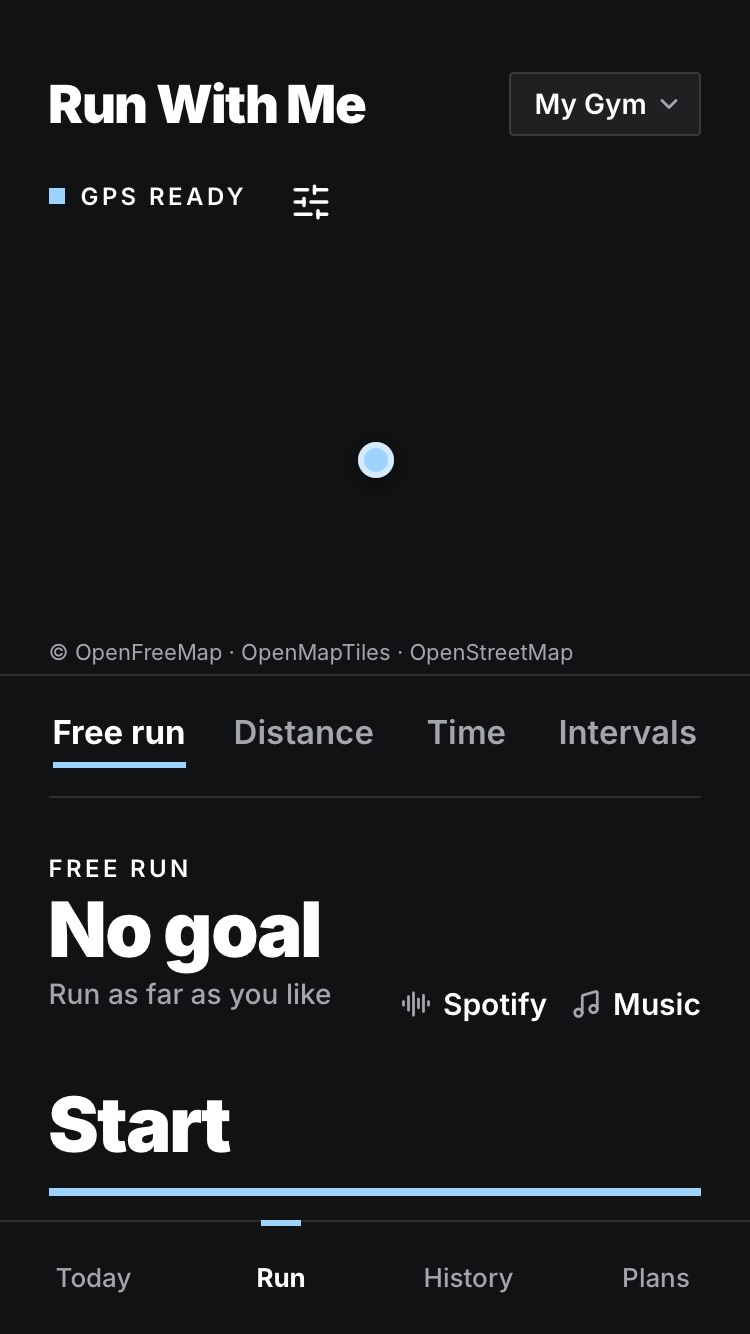 Run With Me
My Gym
GPS READY
© OpenFreeMap · OpenMapTiles · OpenStreetMap
Free run Distance Time Intervals
FREE RUN
No goal
Run as far as you like
Spotify Music
Start
Today Run History Plans